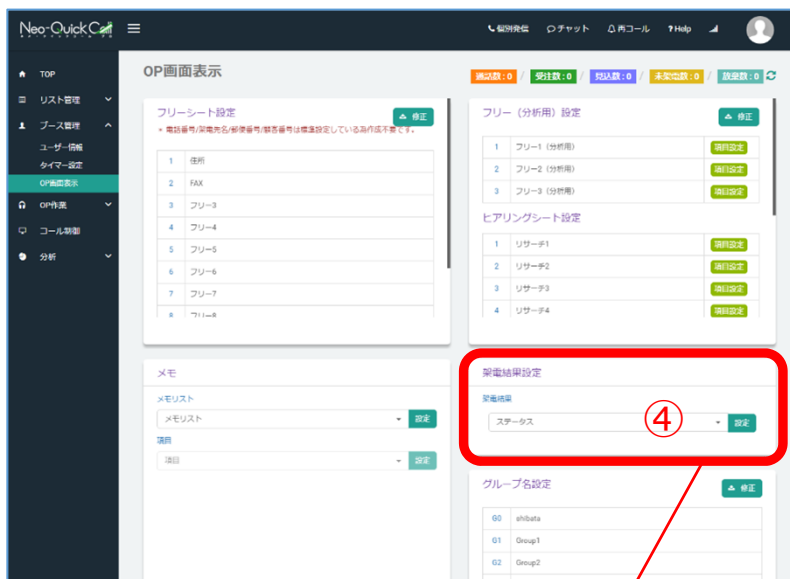 Neo-QuickCall
個別発信 チャット 再コール ?Help
TOP
リスト管理
ブース管理
ユーザー情報
タイマー設定
OP画面表示
OP作業
コール制御
分析
OP画面表示
通話数:0 / 受注数:0 / 見込数:0 / 未架電数:0 /
フリーシート設定
修正
* 電話番号/架電先名/郵便番号/顧客番号は標準設定している為作成不要です。
1 住所
2 FAX
3 フリー3
4 フリー4
5 フリー5
6 フリー6
7 フリー7
8 フリー8
フリー（分析用）設定
修正
1 フリー1（分析用） 項目設定
2 フリー2（分析用） 項目設定
3 フリー3（分析用） 項目設定
ヒアリングシート設定
1 リサーチ1 項目設定
2 リサーチ2 項目設定
3 リサーチ3 項目設定
4 リサーチ4 項目設定
メモ
メモリスト
メモリスト 設定
項目
項目 設定
架電結果設定
架電結果
ステータス ④ 設定
グループ名設定
修正
G0 shibata
G1 Group1
G2 Group2